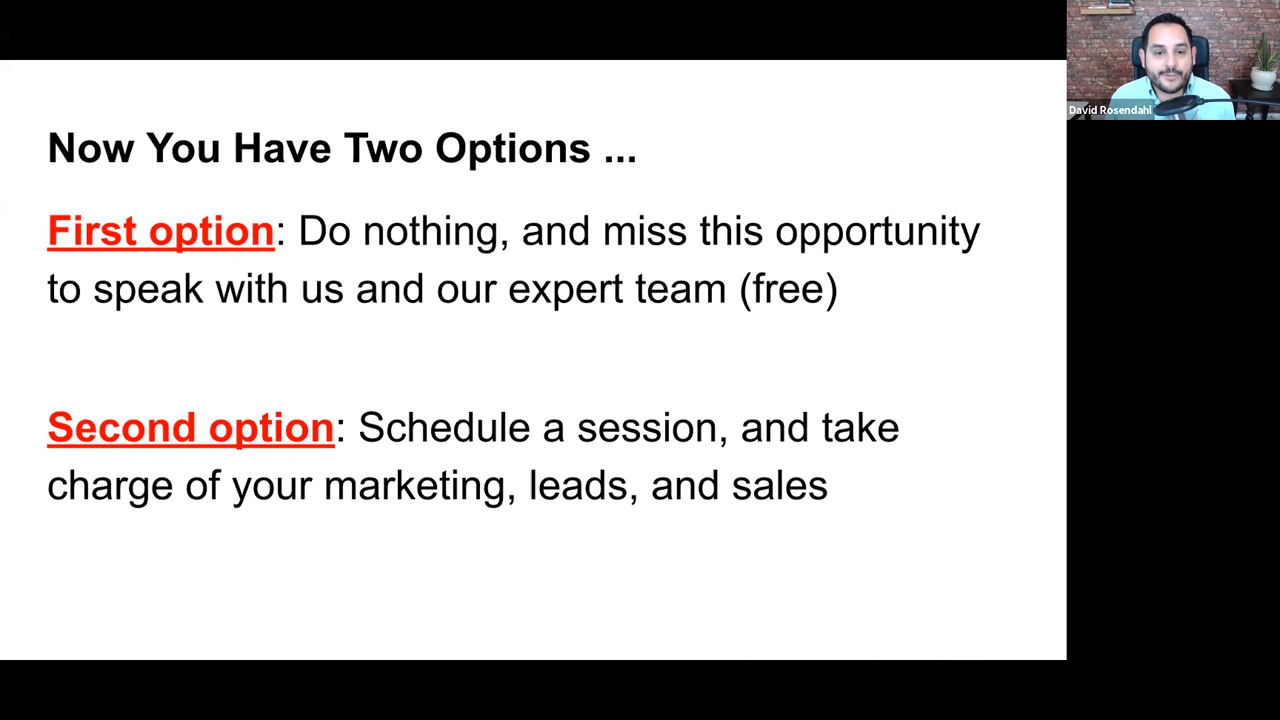 Now You Have Two Options ...
First option: Do nothing, and miss this opportunity
to speak with us and our expert team (free)
Second option: Schedule a session, and take
charge of your marketing, leads, and sales
David Rosendahl